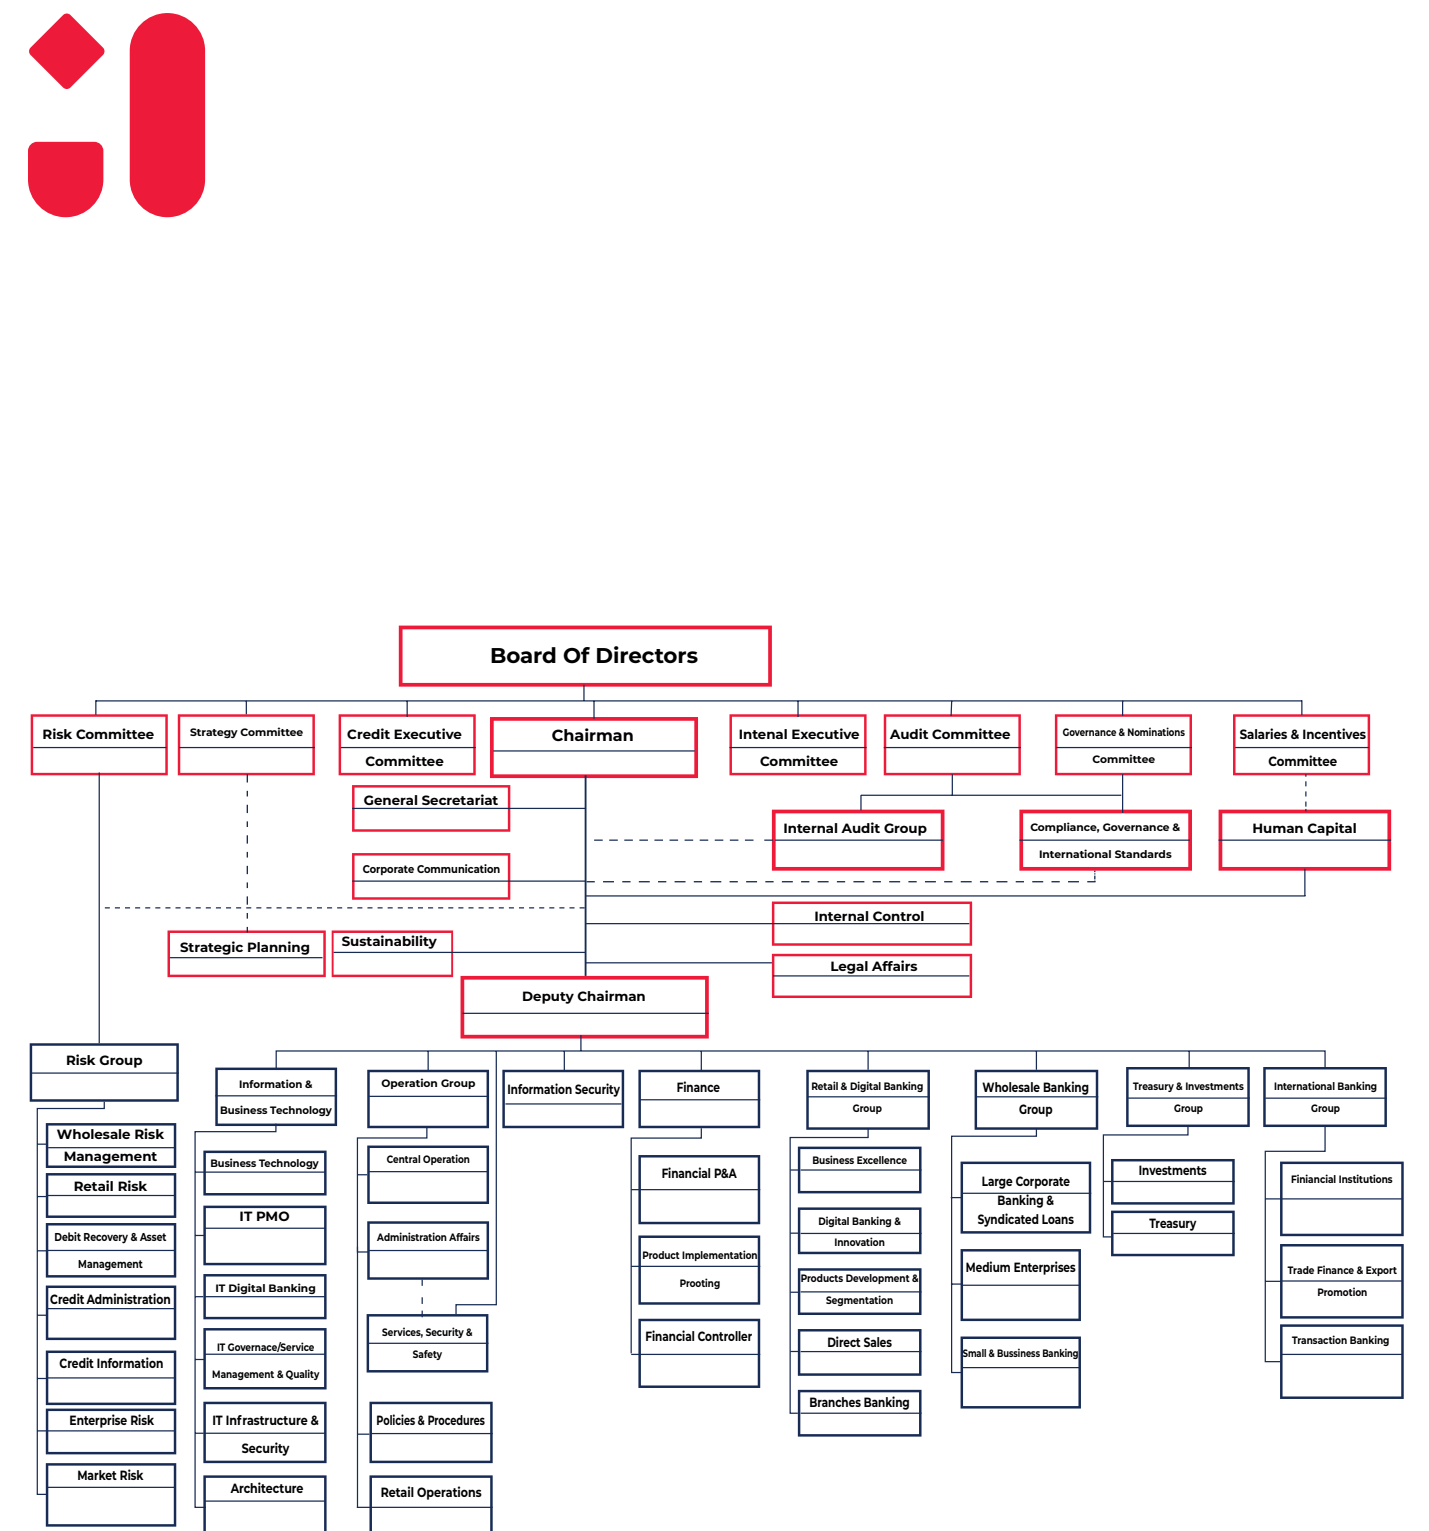 Board Of Directors
Risk Committee
Strategy Committee
Credit Executive
Committee
Chairman
Intenal Executive
Committee
Audit Committee
Governance & Nominations
Committee
Salaries & Incentives
Committee
General Secretariat
Internal Audit Group
Compliance, Governance &
International Standards
Human Capital
Corporate Communication
Internal Control
Strategic Planning
Sustainability
Legal Affairs
Deputy Chairman
Risk Group
Information &
Business Technology
Operation Group
Information Security
Finance
Retail & Digital Banking
Group
Wholesale Banking
Group
Treasury & Investments
Group
International Banking
Group
Wholesale Risk
Management
Retail Risk
Debit Recovery & Asset
Management
Credit Administration
Credit Information
Enterprise Risk
Market Risk
Business Technology
IT PMO
IT Digital Banking
IT Governace/Service
Management & Quality
IT Infrastructure &
Security
Architecture
Central Operation
Administration Affairs
Services, Security &
Safety
Policies & Procedures
Retail Operations
Financial P&A
Product Implementation
Prooting
Financial Controller
Business Excellence
Digital Banking &
Innovation
Products Development &
Segmentation
Direct Sales
Branches Banking
Large Corporate
Banking &
Syndicated Loans
Medium Enterprises
Small & Bussiness Banking
Investments
Treasury
Finiancial Institutions
Trade Finance & Export
Promotion
Transaction Banking